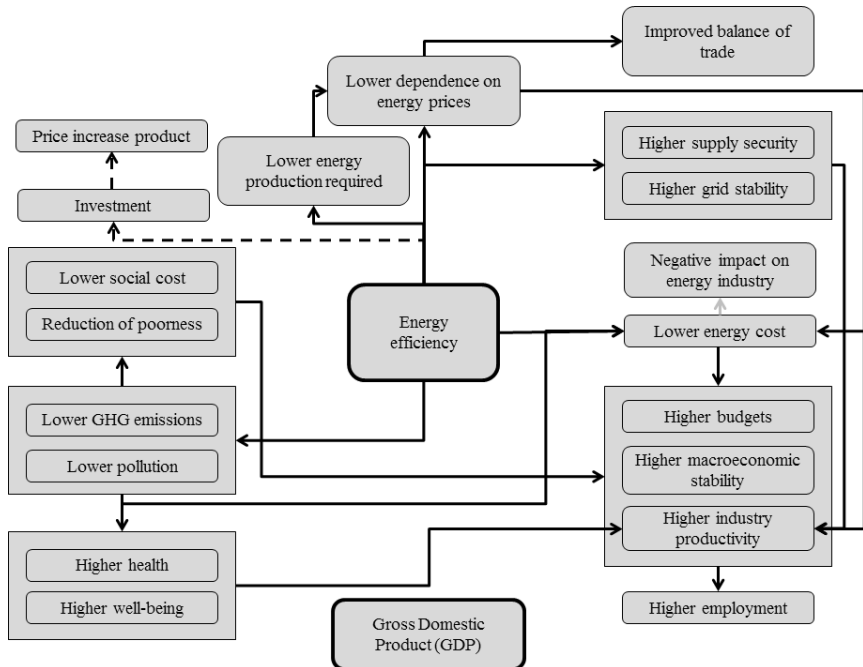 Improved balance of
trade
Lower dependence on
energy prices
Price increase product
Lower energy
production required
Higher supply security
Higher grid stability
Investment
Lower social cost
Reduction of poorness
Energy
efficiency
Negative impact on
energy industry
Lower energy cost
Lower GHG emissions
Lower pollution
Higher budgets
Higher macroeconomic
stability
Higher industry
productivity
Higher health
Higher well-being
Gross Domestic
Product (GDP)
Higher employment